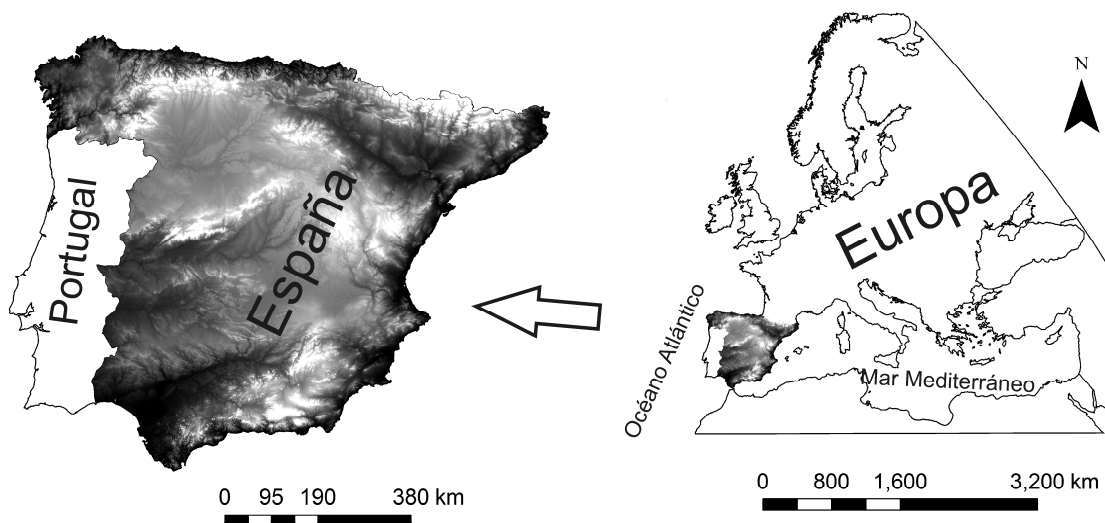 Portugal
España
0 95 190 380 km
N
Europa
Océano Atlántico
Mar Mediterráneo
0 800 1,600 3,200 km